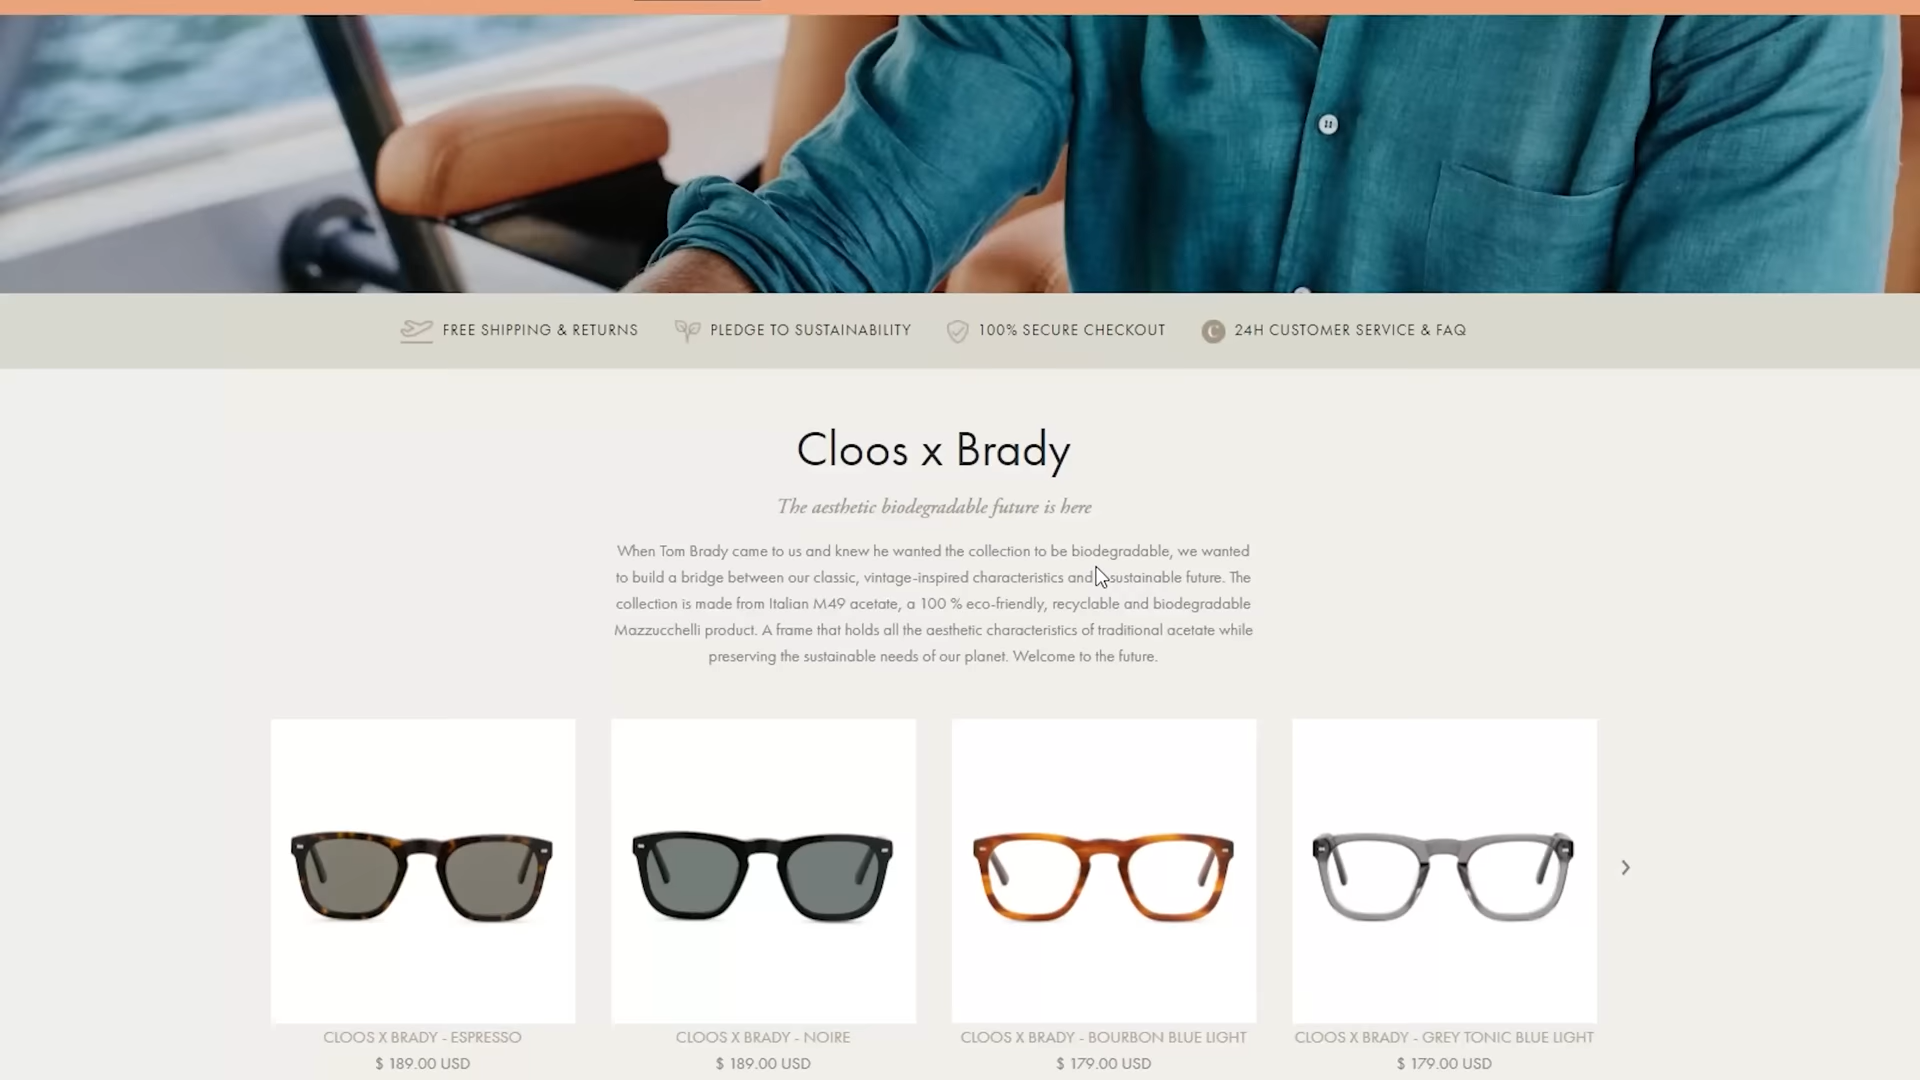 FREE SHIPPING & RETURNS
PLEDGE TO SUSTAINABILITY
100% SECURE CHECKOUT
24H CUSTOMER SERVICE & FAQ
Cloos x Brady
The aesthetic biodegradable future is here
When Tom Brady came to us and knew he wanted the collection to be biodegradable, we wanted
to build a bridge between our classic, vintage-inspired characteristics and sustainable future. The
collection is made from Italian M49 acetate, a 100 % eco-friendly, recyclable and biodegradable
Mazzucchelli product. A frame that holds all the aesthetic characteristics of traditional acetate while
preserving the sustainable needs of our planet. Welcome to the future.
CLOOS X BRADY - ESPRESSO
$ 189.00 USD
CLOOS X BRADY - NOIRE
$ 189.00 USD
CLOOS X BRADY - BOURBON BLUE LIGHT
$ 179.00 USD
CLOOS X BRADY - GREY TONIC BLUE LIGHT
$ 179.00 USD